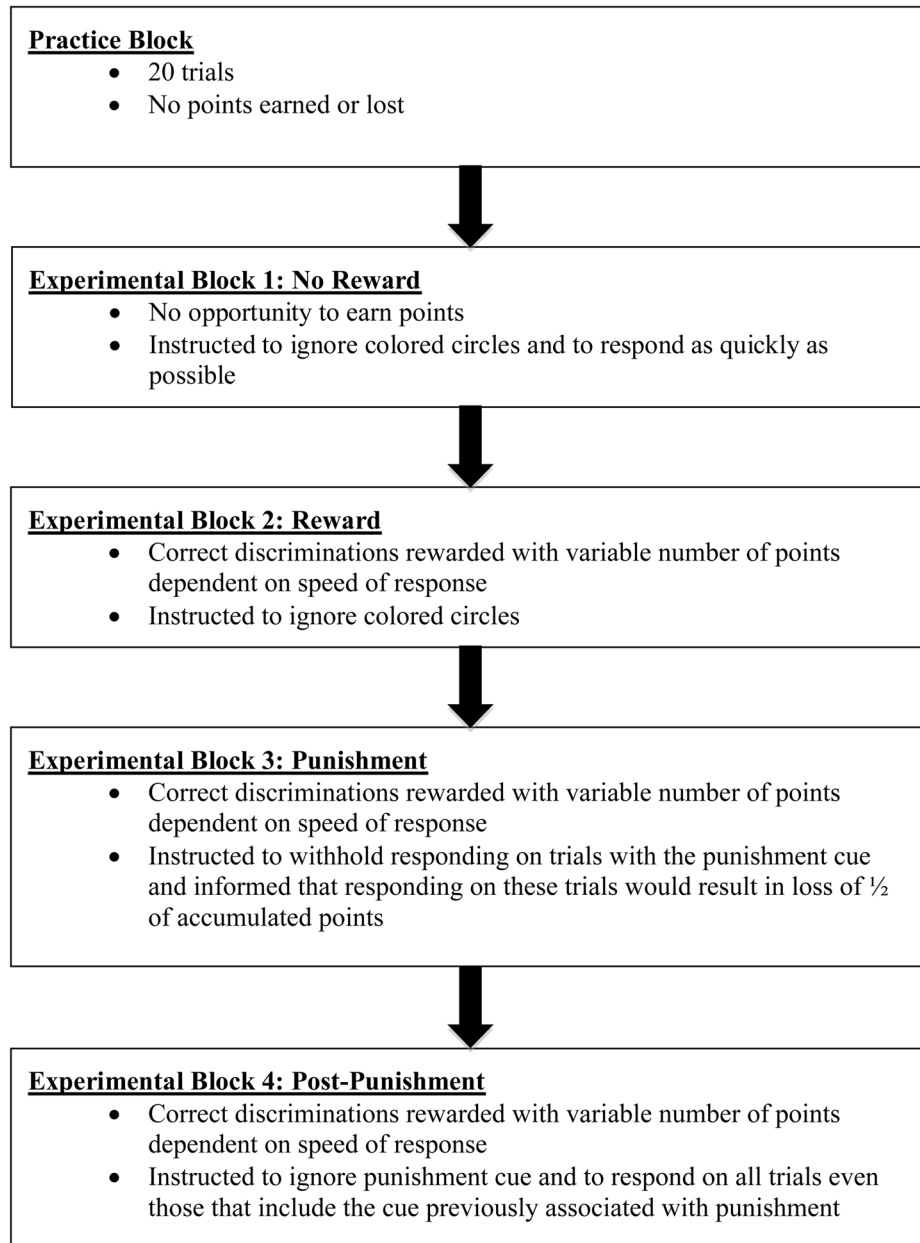 Practice Block
• 20 trials
• No points earned or lost
Experimental Block 1: No Reward
• No opportunity to earn points
• Instructed to ignore colored circles and to respond as quickly as
possible
Experimental Block 2: Reward
• Correct discriminations rewarded with variable number of points
dependent on speed of response
• Instructed to ignore colored circles
Experimental Block 3: Punishment
• Correct discriminations rewarded with variable number of points
dependent on speed of response
• Instructed to withhold responding on trials with the punishment cue
and informed that responding on these trials would result in loss of ½
of accumulated points
Experimental Block 4: Post-Punishment
• Correct discriminations rewarded with variable number of points
dependent on speed of response
• Instructed to ignore punishment cue and to respond on all trials even
those that include the cue previously associated with punishment